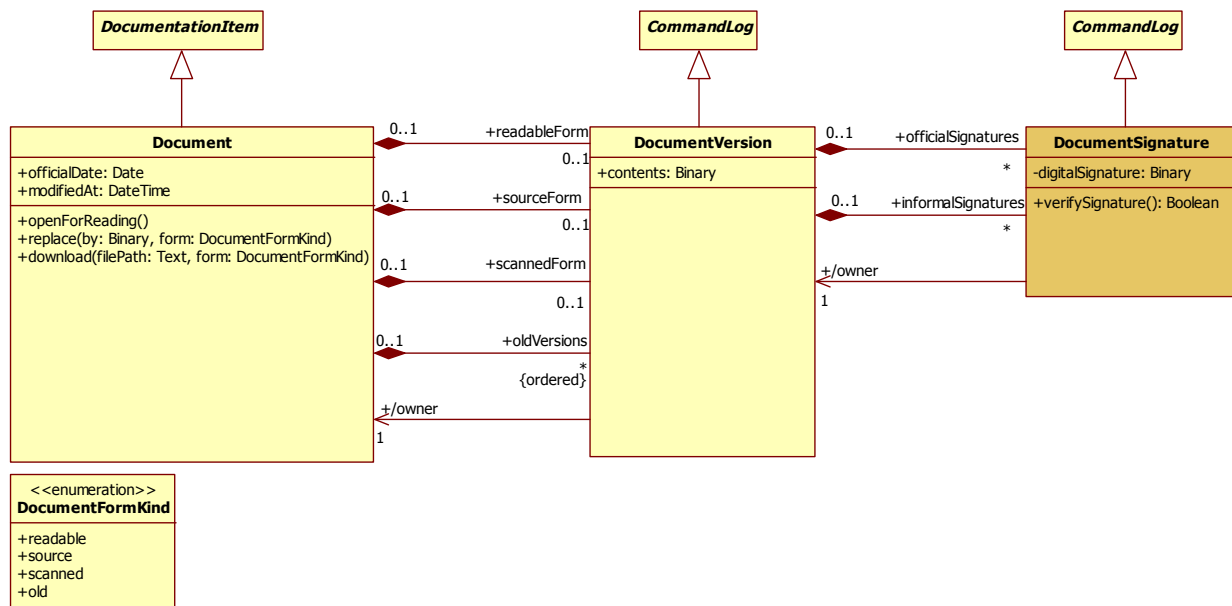 DocumentationItem
CommandLog
CommandLog
Document
+officialDate: Date
+modifiedAt: DateTime
+openForReading()
+replace(by: Binary, form: DocumentFormKind)
+download(filePath: Text, form: DocumentFormKind)
0..1
+readableForm
0..1
0..1
+sourceForm
0..1
0..1
+scannedForm
0..1
0..1
+oldVersions
*
{ordered}
+/owner
1
DocumentVersion
+contents: Binary
0..1
+officialSignatures
*
0..1
+informalSignatures
*
+/owner
1
DocumentSignature
-digitalSignature: Binary
+verifySignature(): Boolean
<<enumeration>>
DocumentFormKind
+readable
+source
+scanned
+old